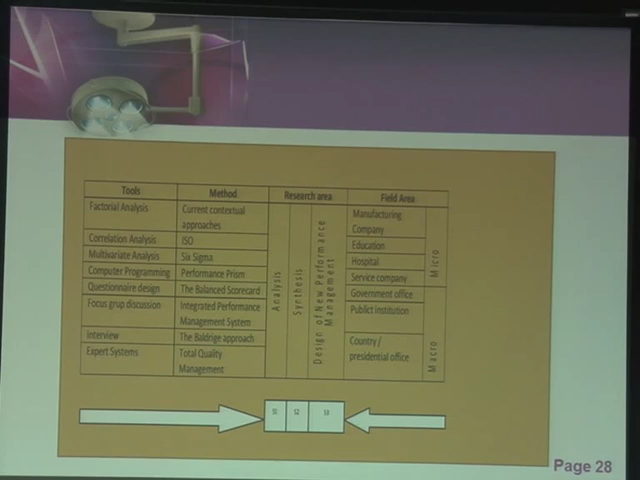 Tools Method Research area Field Area
Factorial Analysis Current contextual approaches Manufacturing Company
Correlation Analysis ISO Education
Multivariate Analysis Six Sigma Hospital
Computer Programming Performance Prism Service company
Questionnaire design The Balanced Scorecard Government office
Focus grup discussion Integrated Performance Management System Publict institution
Interview The Baldrige approach
Expert Systems Total Quality Management Country / presidential office
Analysis
Synthesis
Design of New Performance Management
Micro
Macro
Page 28